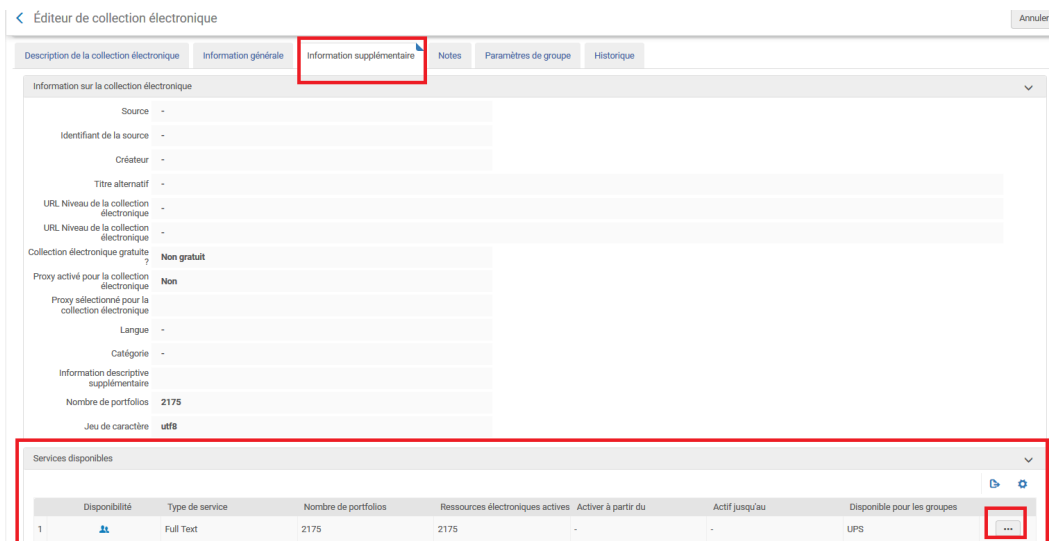 Éditeur de collection électronique
Annuler
Description de la collection électronique Information générale Information supplémentaire Notes Paramètres de groupe Historique
Information sur la collection électronique
Source -
Identifiant de la source -
Créateur -
Titre alternatif -
URL Niveau de la collection
électronique -
URL Niveau de la collection
électronique -
Collection électronique gratuite
? Non gratuit
Proxy activé pour la collection
électronique Non
Proxy sélectionné pour la
collection électronique
Langue -
Catégorie -
Information descriptive
supplémentaire
Nombre de portfolios 2175
Jeu de caractère utf8
Services disponibles
Disponibilité Type de service Nombre de portfolios Ressources électroniques actives Activer à partir du Actif jusqu'au Disponible pour les groupes
1 Full Text 2175 2175 - - UPS ...